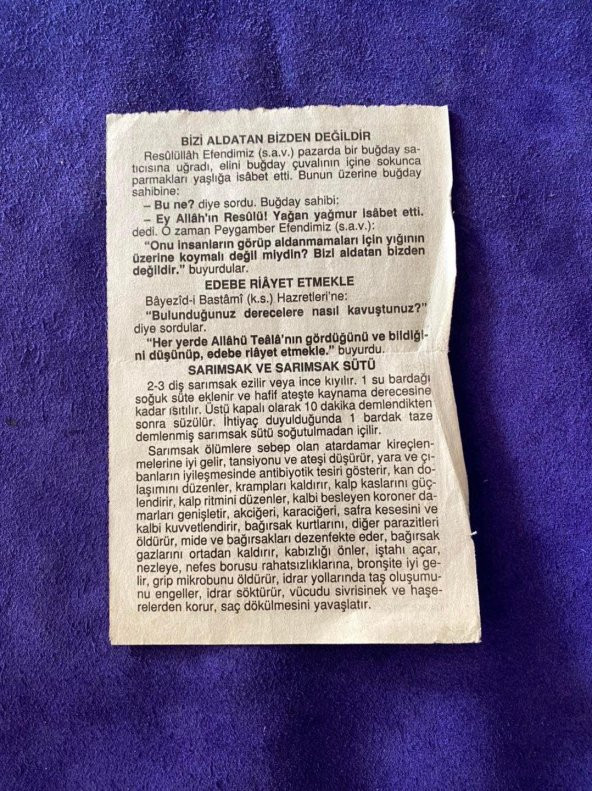 BİZİ ALDATAN BİZDEN DEĞİLDİR
Resûlüllâh Efendimiz (s.a.v.) pazarda bir buğday sa-
tıcısına uğradı, elini buğday çuvalının içine sokunca
parmakları yaşlığa isâbet etti. Bunun üzerine buğday
sahibine:
– Bu ne? diye sordu. Buğday sahibi:
– Ey Allâh'ın Resûlü! Yağan yağmur isâbet etti.
dedi. O zaman Peygamber Efendimiz (s.a.v.):
“Onu insanların görüp aldanmamaları için yığının
üzerine koymalı değil miydin? Bizi aldatan bizden
değildir.” buyurdular.
EDEBE RİÂYET ETMEKLE
Bâyezîd-i Bastâmî (k.s.) Hazretleri'ne:
“Bulunduğunuz derecelere nasıl kavuştunuz?”
diye sordular.
“Her yerde Allâhü Teâlâ'nın gördüğünü ve bildiği-
ni düşünüp, edebe riâyet etmekle.” buyurdu.
SARIMSAK VE SARIMSAK SÜTÜ
2-3 diş sarımsak ezilir veya ince kıyılır. 1 su bardağı
soğuk süte eklenir ve hafif ateşte kaynama derecesine
kadar ısıtılır. Üstü kapalı olarak 10 dakika demlendikten
sonra süzülür. İhtiyaç duyulduğunda 1 bardak taze
demlenmiş sarımsak sütü soğutulmadan içilir.
Sarımsak ölümlere sebep olan atardamar kireçlen-
melerine iyi gelir, tansiyonu ve ateşi düşürür, yara ve çı-
banların iyileşmesinde antibiyotik tesiri gösterir, kan do-
laşımını düzenler, krampları kaldırır, kalp kaslarını güç-
lendirir, kalp ritmini düzenler, kalbi besleyen koroner da-
marları genişletir, akciğeri, karaciğeri, safra kesesini ve
kalbi kuvvetlendirir, bağırsak kurtlarını, diğer parazitleri
öldürür, mide ve bağırsakları dezenfekte eder, bağırsak
gazlarını ortadan kaldırır, kabızlığı önler, iştahı açar,
nezleye, nefes borusu rahatsızlıklarına, bronşite iyi ge-
lir, grip mikrobunu öldürür, idrar yollarında taş oluşumu-
nu engeller, idrar söktürür, vücudu sivrisinek ve haşe-
relerden korur, saç dökülmesini yavaşlatır.